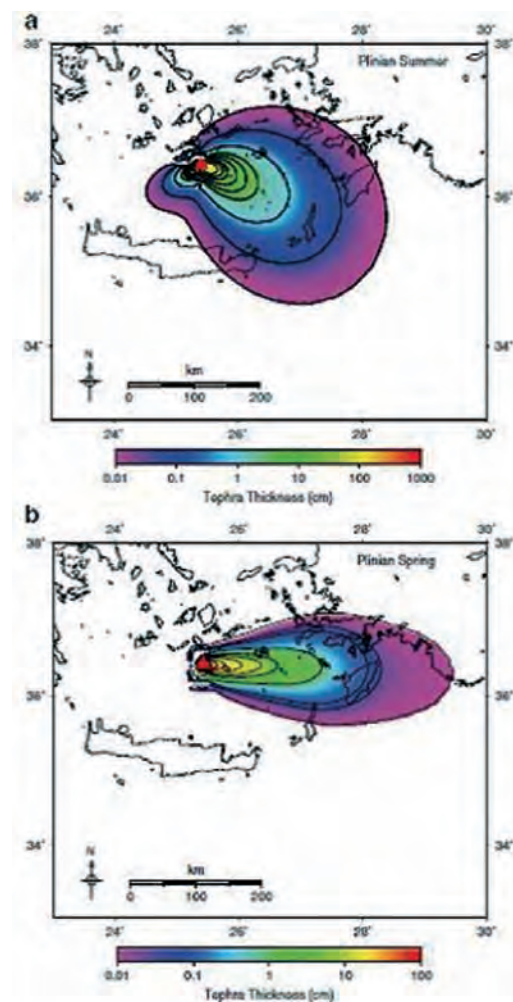 a
24° 26° 28° 30°
38° 38°
Plinian Summer
36° 36°
34° 34°
N
km
0 100 200
24° 26° 28° 30°
0.01 0.1 1 10 100 1000
Tephra Thickness (cm)
b
24° 26° 28° 30°
38° 38°
Plinian Spring
36° 36°
34° 34°
N
km
0 100 200
24° 26° 28° 30°
0.01 0.1 1 10 100
Tephra Thickness (cm)